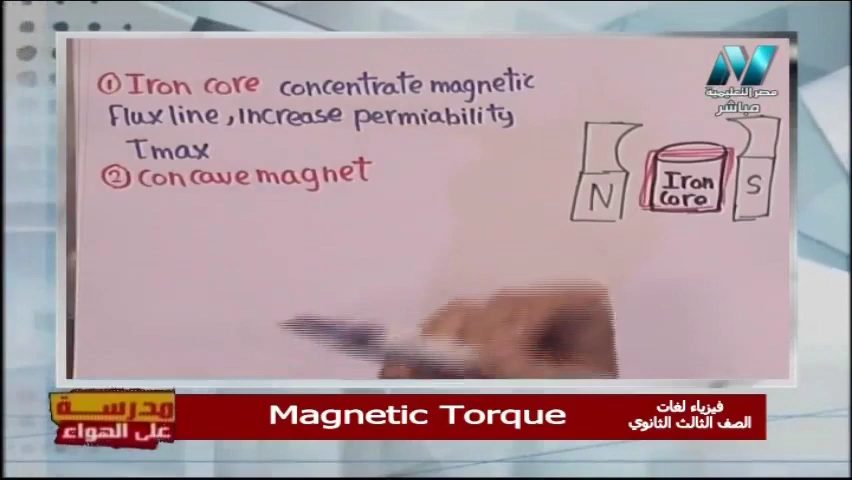 ① Iron core concentrate magnetic
Flux line, Increase permiability
Tmax
② concave magnet
N
Iron
core
S
مصر التعليمية
مباشر
مدرسة
على الهواء
Magnetic Torque
فيزياء لغات
الصف الثالث الثانوي